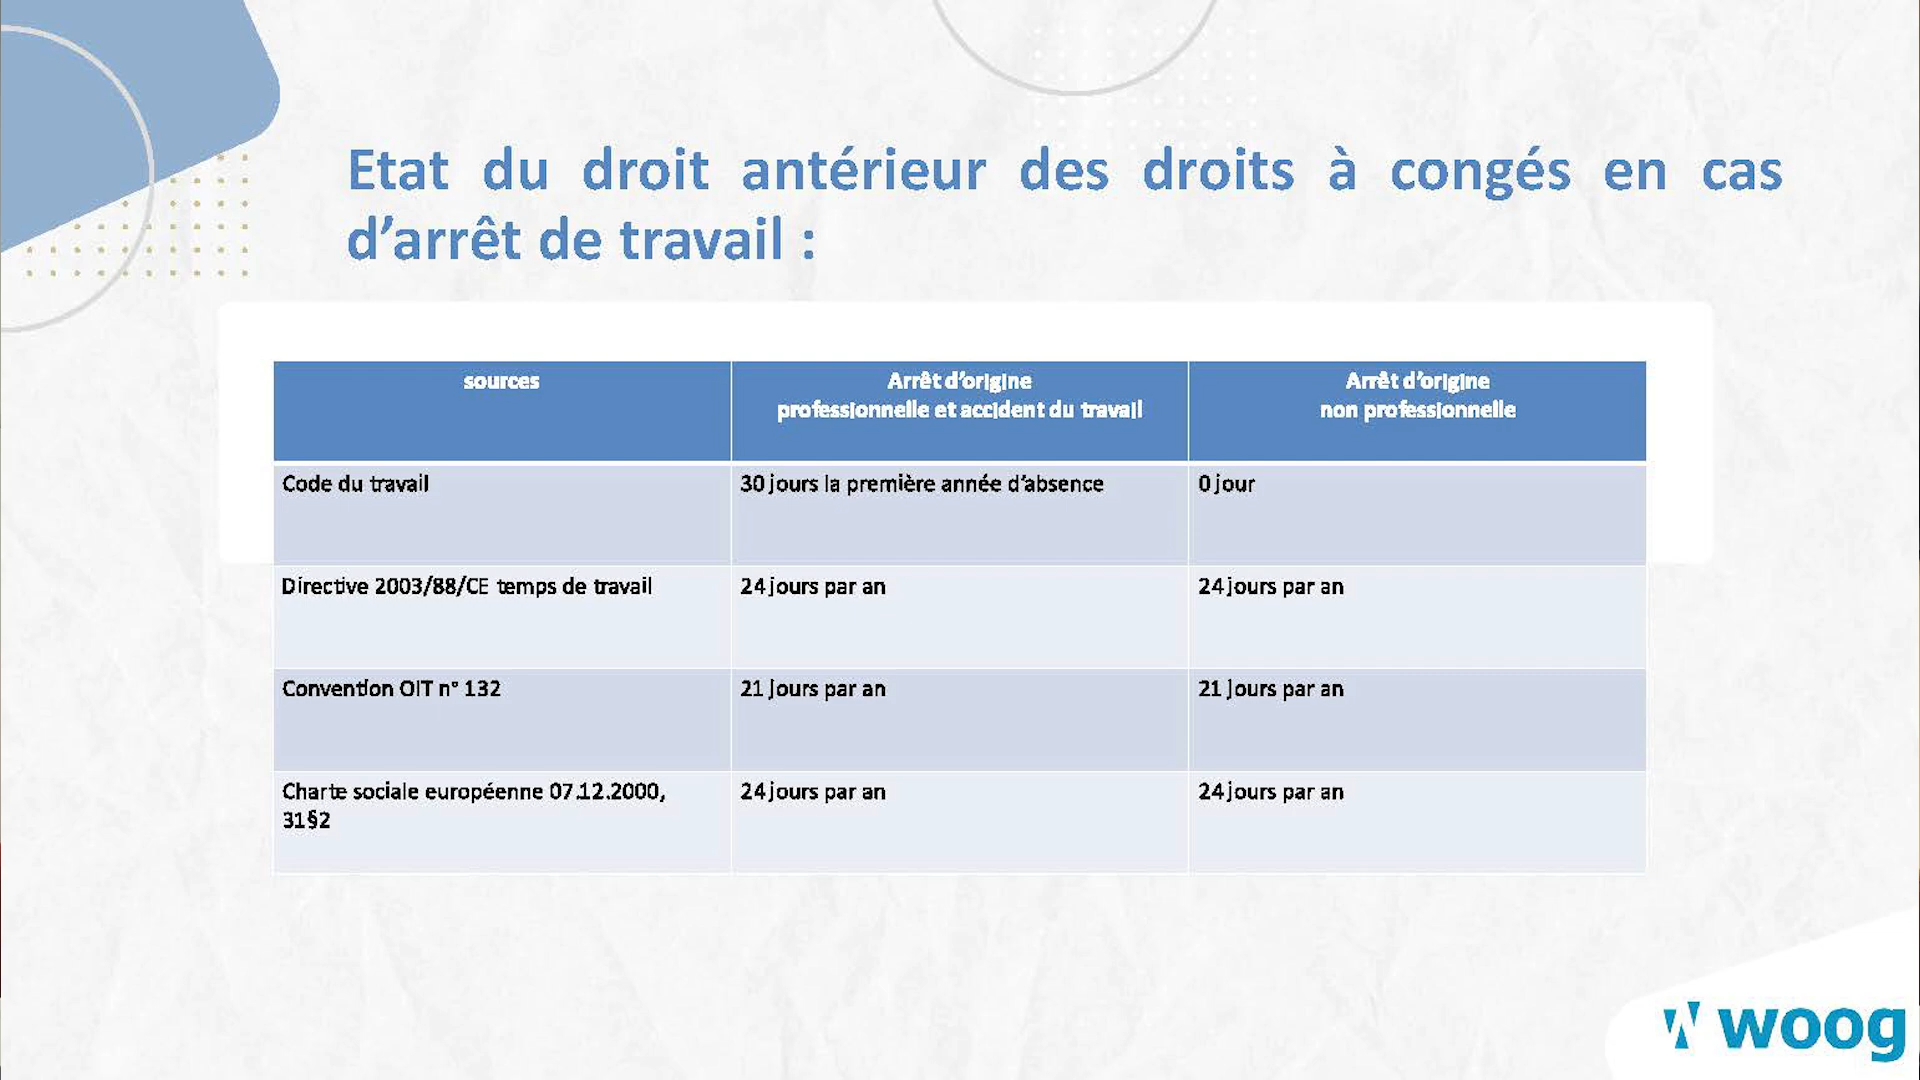 Etat du droit antérieur des droits à congés en cas
d’arrêt de travail :
sources
Arrêt d’origine
professionnelle et accident du travail
Arrêt d’origine
non professionnelle
Code du travail
30 jours la première année d’absence
0 jour
Directive 2003/88/CE temps de travail
24 jours par an
24 jours par an
Convention OIT n° 132
21 jours par an
21 jours par an
Charte sociale européenne 07.12.2000,
31§2
24 jours par an
24 jours par an
woog